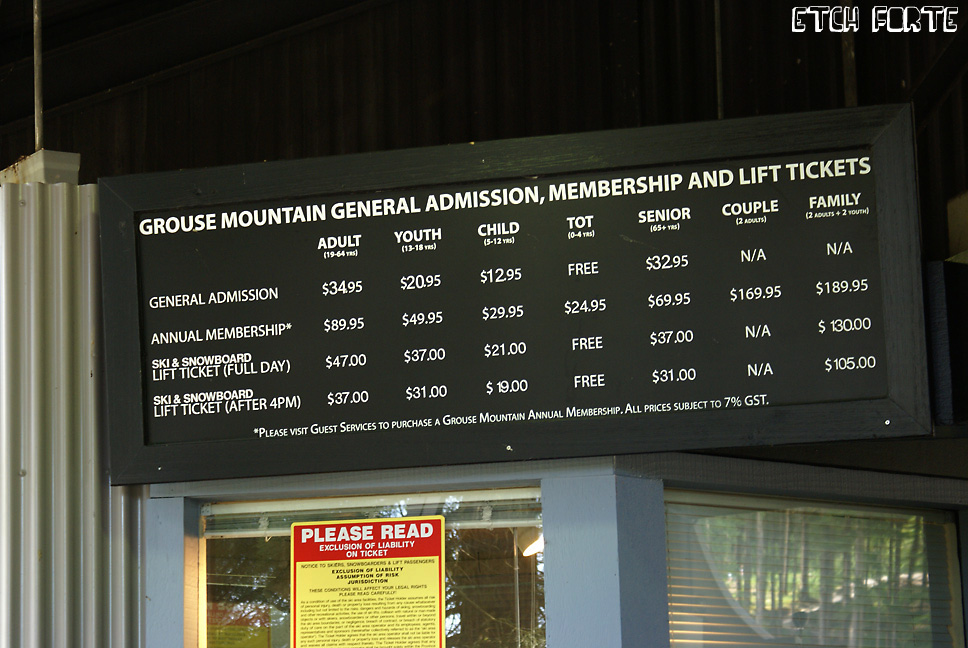 ETCH FORTE
GROUSE MOUNTAIN GENERAL ADMISSION, MEMBERSHIP AND LIFT TICKETS
ADULT YOUTH CHILD TOT SENIOR COUPLE FAMILY
(19-64 YRS) (13-18 YRS) (5-12 YRS) (0-4 YRS) (65+ YRS) (2 ADULTS) (2 ADULTS + 2 YOUTH)
GENERAL ADMISSION $34.95 $20.95 $12.95 FREE $32.95 N/A N/A
ANNUAL MEMBERSHIP* $89.95 $49.95 $29.95 $24.95 $69.95 $169.95 $189.95
SKI & SNOWBOARD
LIFT TICKET (FULL DAY) $47.00 $37.00 $21.00 FREE $37.00 N/A $ 130.00
SKI & SNOWBOARD
LIFT TICKET (AFTER 4PM) $37.00 $31.00 $ 19.00 FREE $31.00 N/A $105.00
*PLEASE VISIT GUEST SERVICES TO PURCHASE A GROUSE MOUNTAIN ANNUAL MEMBERSHIP. ALL PRICES SUBJECT TO 7% GST.
PLEASE READ
EXCLUSION OF LIABILITY
ON TICKET
NOTICE TO SKIERS, SNOWBOARDERS & LIFT PASSENGERS
EXCLUSION OF LIABILITY
ASSUMPTION OF RISK
JURISDICTION
THESE CONDITIONS WILL AFFECT YOUR LEGAL RIGHTS
PLEASE READ CAREFULLY!